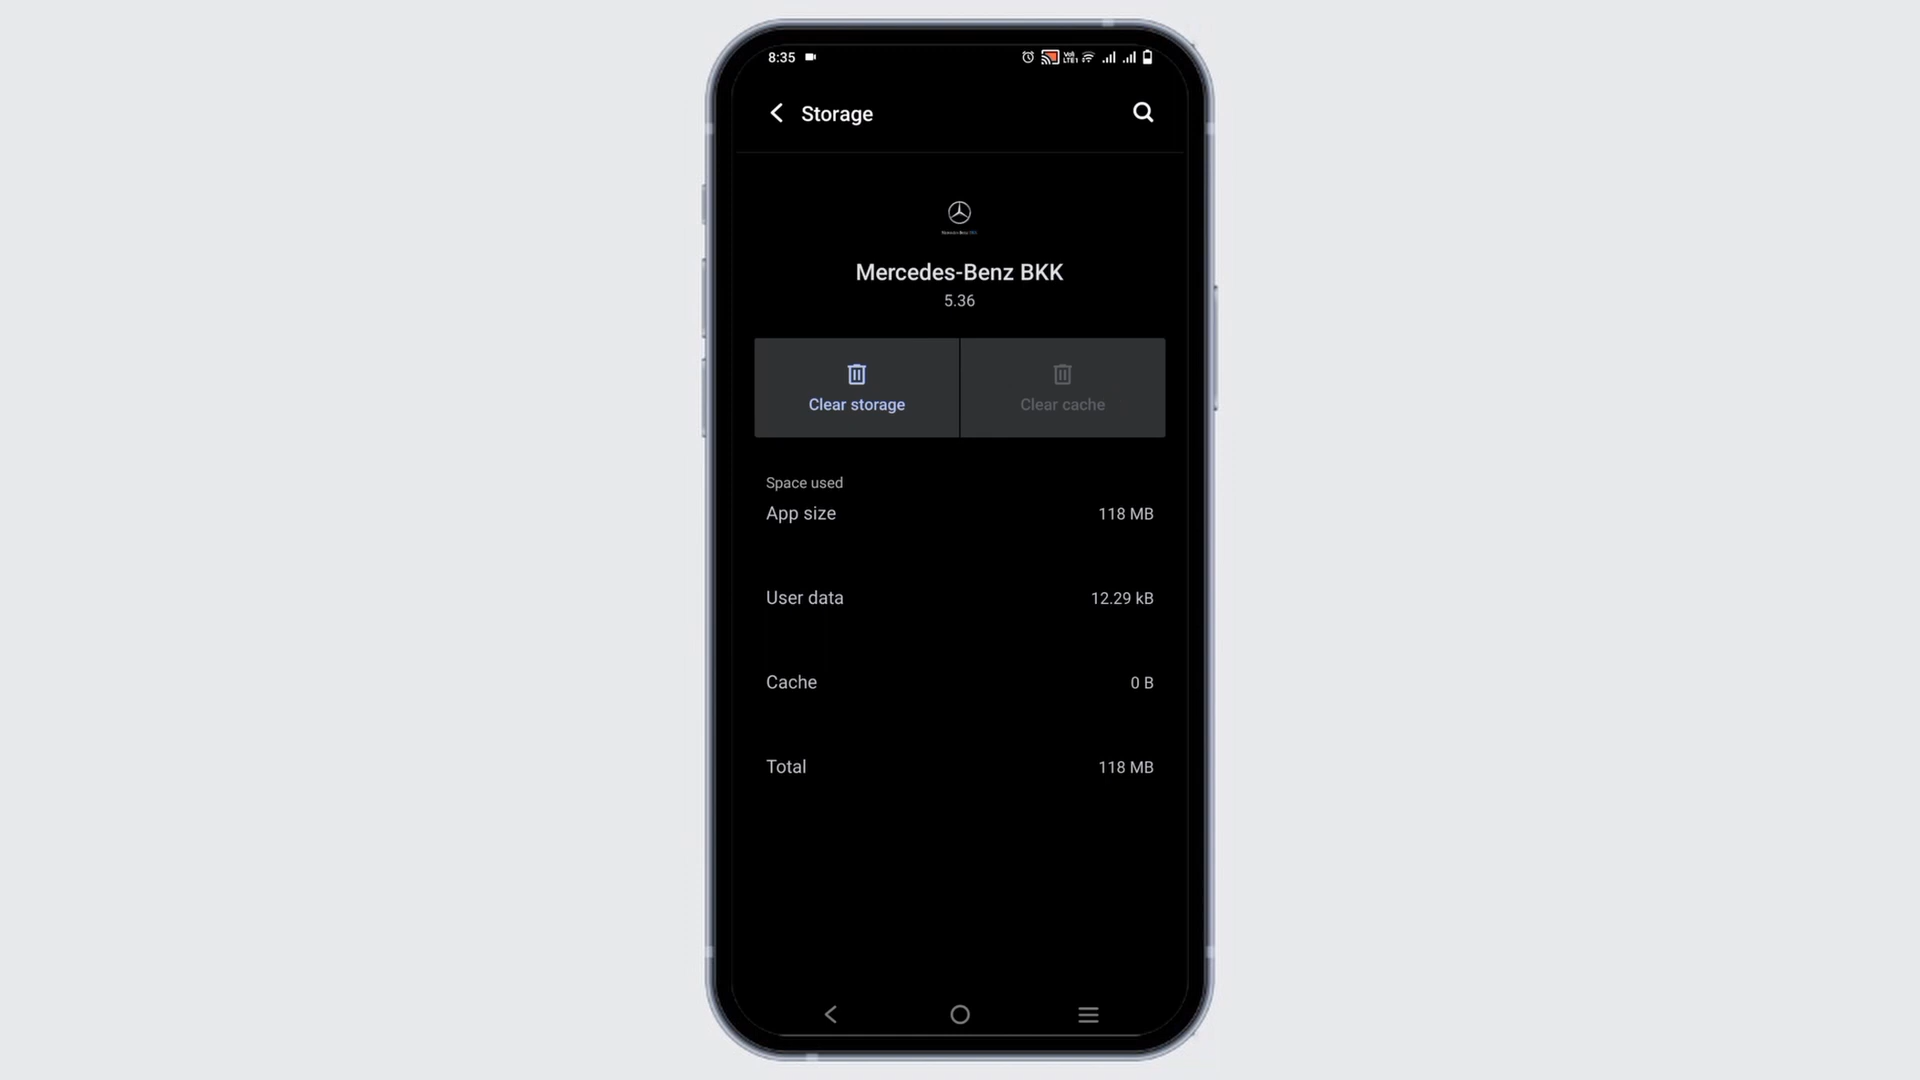 8:35
Storage
Mercedes-Benz BKK
5.36
Clear storage
Clear cache
Space used
App size 118 MB
User data 12.29 kB
Cache 0 B
Total 118 MB